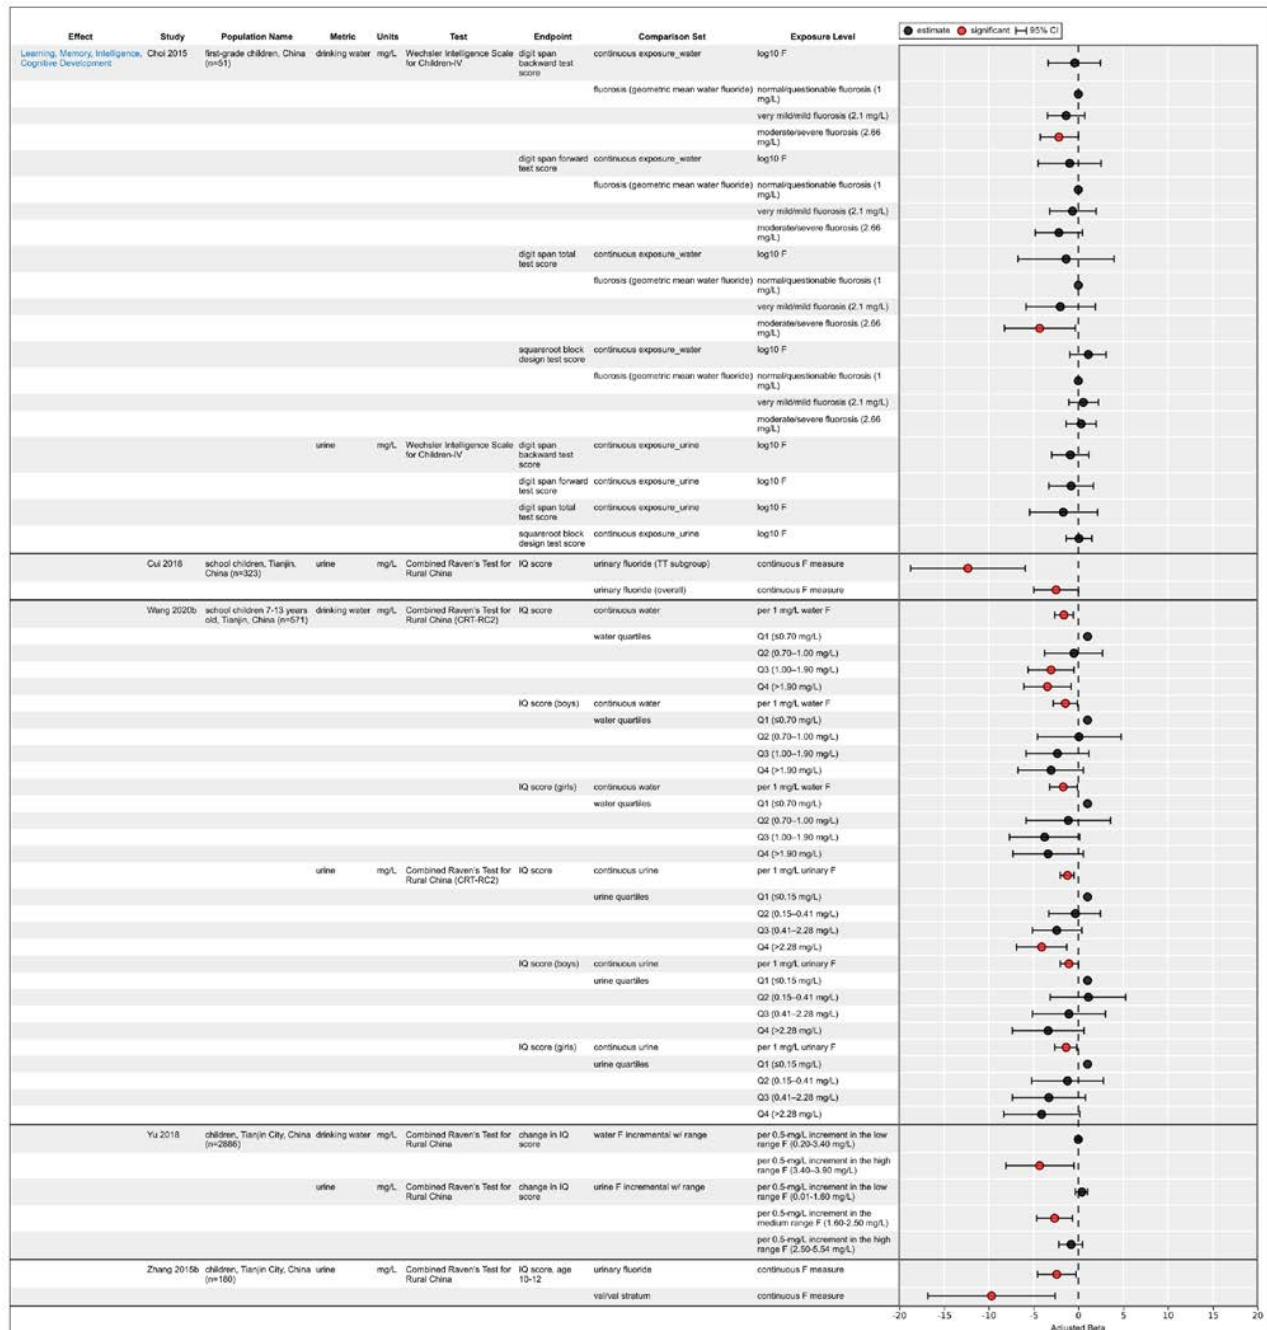 Effect Study Population Name Metric Units Test Endpoint Comparison Set Exposure Level
estimate significant 95% CI
Learning, Memory, Intelligence, Choi 2015 first-grade children, China drinking water mg/L Wechsler Intelligence Scale digit span continuous exposure_water log10 F
Cognitive Development (n=51) for Children-IV backward test
score
fluorosis (geometric mean water fluoride) normal/questionable fluorosis (1
mg/L)
very mild/mild fluorosis (2.1 mg/L)
moderate/severe fluorosis (2.66
mg/L)
digit span forward continuous exposure_water log10 F
test score
fluorosis (geometric mean water fluoride) normal/questionable fluorosis (1
mg/L)
very mild/mild fluorosis (2.1 mg/L)
moderate/severe fluorosis (2.66
mg/L)
digit span total continuous exposure_water log10 F
test score
fluorosis (geometric mean water fluoride) normal/questionable fluorosis (1
mg/L)
very mild/mild fluorosis (2.1 mg/L)
moderate/severe fluorosis (2.66
mg/L)
squareroot block continuous exposure_water log10 F
design test score
fluorosis (geometric mean water fluoride) normal/questionable fluorosis (1
mg/L)
very mild/mild fluorosis (2.1 mg/L)
moderate/severe fluorosis (2.66
mg/L)
urine mg/L Wechsler Intelligence Scale digit span continuous exposure_urine log10 F
for Children-IV backward test
score
digit span forward continuous exposure_urine log10 F
test score
digit span total continuous exposure_urine log10 F
test score
squareroot block continuous exposure_urine log10 F
design test score
Cui 2018 school children, Tianjin, urine mg/L Combined Raven's Test for IQ score urinary fluoride (TT subgroup) continuous F measure
China (n=323) Rural China
urinary fluoride (overall) continuous F measure
Wang 2020b school children 7-13 years drinking water mg/L Combined Raven's Test for IQ score continuous water per 1 mg/L water F
old, Tianjin, China (n=571) Rural China (CRT-RC2)
water quartiles Q1 (≤0.70 mg/L)
Q2 (0.70–1.00 mg/L)
Q3 (1.00–1.90 mg/L)
Q4 (>1.90 mg/L)
IQ score (boys) continuous water per 1 mg/L water F
water quartiles Q1 (≤0.70 mg/L)
Q2 (0.70–1.00 mg/L)
Q3 (1.00–1.90 mg/L)
Q4 (>1.90 mg/L)
IQ score (girls) continuous water per 1 mg/L water F
water quartiles Q1 (≤0.70 mg/L)
Q2 (0.70–1.00 mg/L)
Q3 (1.00–1.90 mg/L)
Q4 (>1.90 mg/L)
urine mg/L Combined Raven's Test for IQ score continuous urine per 1 mg/L urinary F
Rural China (CRT-RC2)
urine quartiles Q1 (≤0.15 mg/L)
Q2 (0.15–0.41 mg/L)
Q3 (0.41–2.28 mg/L)
Q4 (>2.28 mg/L)
IQ score (boys) continuous urine per 1 mg/L urinary F
urine quartiles Q1 (≤0.15 mg/L)
Q2 (0.15–0.41 mg/L)
Q3 (0.41–2.28 mg/L)
Q4 (>2.28 mg/L)
IQ score (girls) continuous urine per 1 mg/L urinary F
urine quartiles Q1 (≤0.15 mg/L)
Q2 (0.15–0.41 mg/L)
Q3 (0.41–2.28 mg/L)
Q4 (>2.28 mg/L)
Yu 2018 children, Tianjin City, China drinking water mg/L Combined Raven's Test for change in IQ water F incremental w/ range per 0.5-mg/L increment in the low
(n=2886) Rural China score range F (0.20-3.40 mg/L)
per 0.5-mg/L increment in the high
range F (3.40–3.90 mg/L)
urine mg/L Combined Raven's Test for change in IQ urine F incremental w/ range per 0.5-mg/L increment in the low
Rural China score range F (0.01-1.60 mg/L)
per 0.5-mg/L increment in the
medium range F (1.60-2.50 mg/L)
per 0.5-mg/L increment in the high
range F (2.50-5.54 mg/L)
Zhang 2015b children, Tianjin City, China urine mg/L Combined Raven's Test for IQ score, age urinary fluoride continuous F measure
(n=180) Rural China 10-12
val/val stratum continuous F measure
-20 -15 -10 -5 0 5 10 15 20
Adjusted Beta